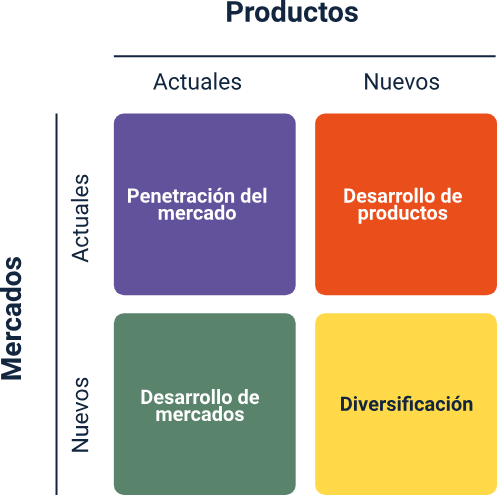 Productos
Actuales
Nuevos
Mercados
Actuales
Penetración del
mercado
Desarrollo de
productos
Nuevos
Desarrollo de
mercados
Diversificación